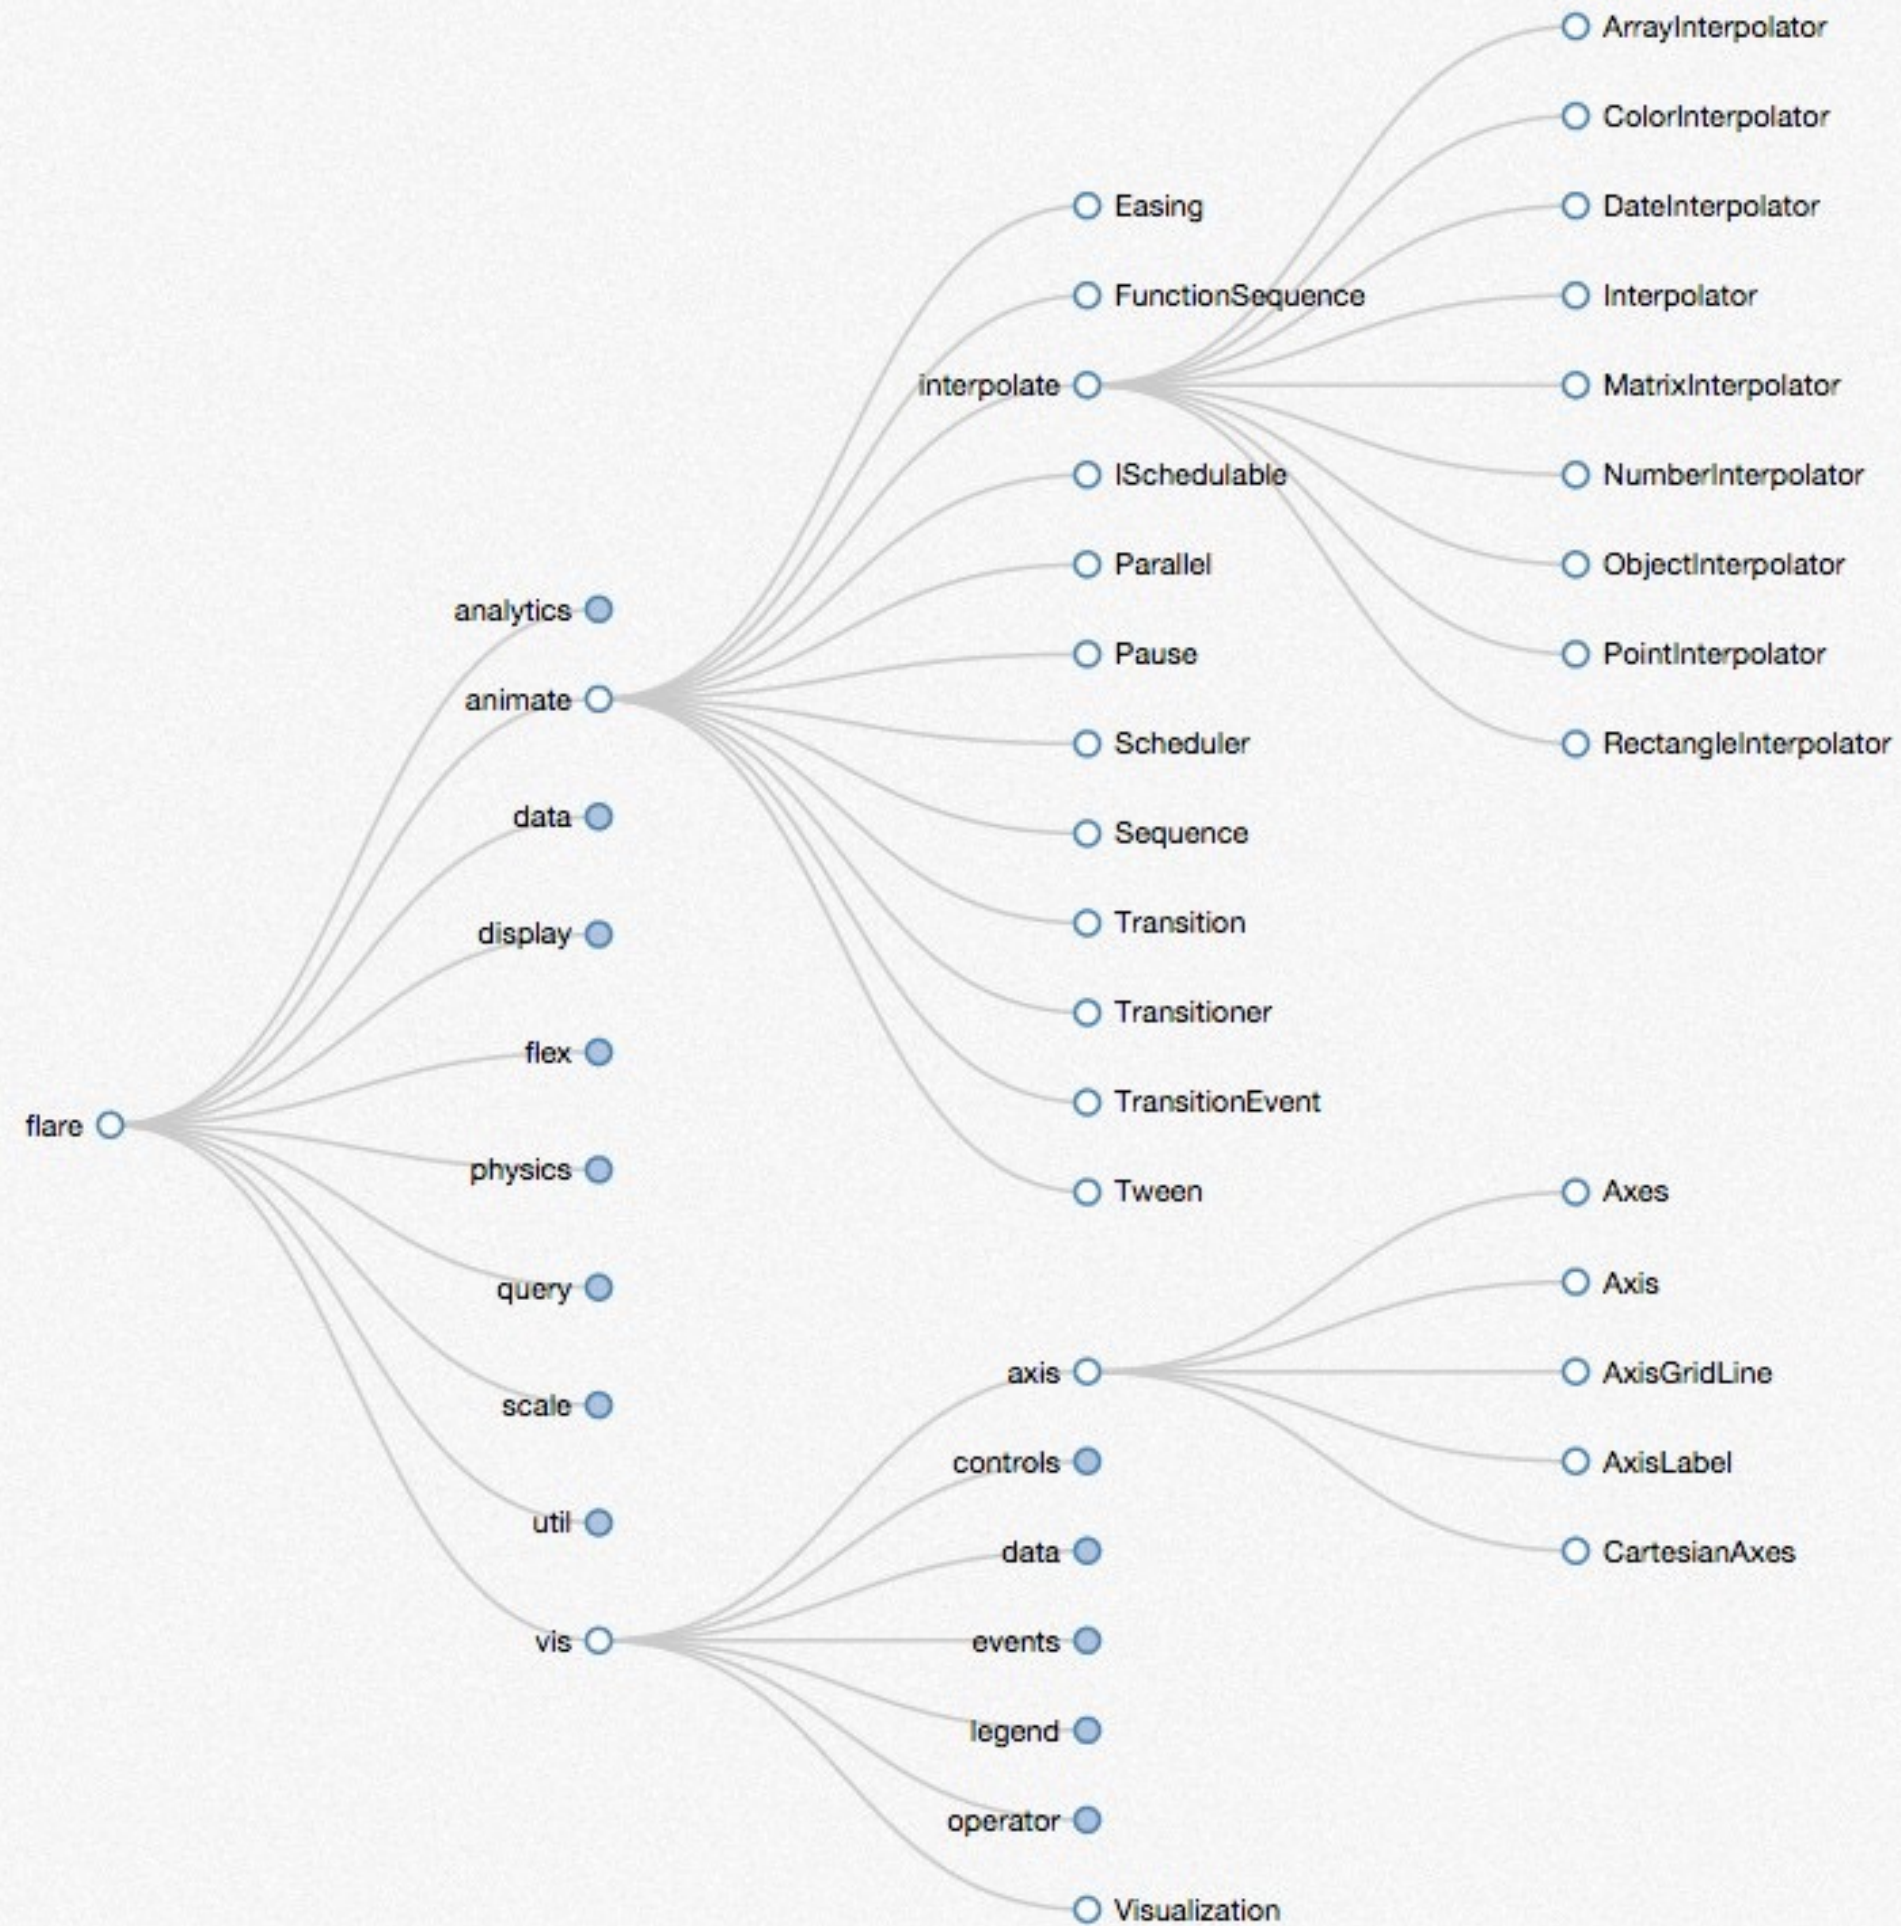 flare
analytics
animate
data
display
flex
physics
query
scale
util
vis
Easing
FunctionSequence
interpolate
ISchedulable
Parallel
Pause
Scheduler
Sequence
Transition
Transitioner
TransitionEvent
Tween
axis
controls
data
events
legend
operator
Visualization
ArrayInterpolator
ColorInterpolator
DateInterpolator
Interpolator
MatrixInterpolator
NumberInterpolator
ObjectInterpolator
PointInterpolator
RectangleInterpolator
Axes
Axis
AxisGridLine
AxisLabel
CartesianAxes